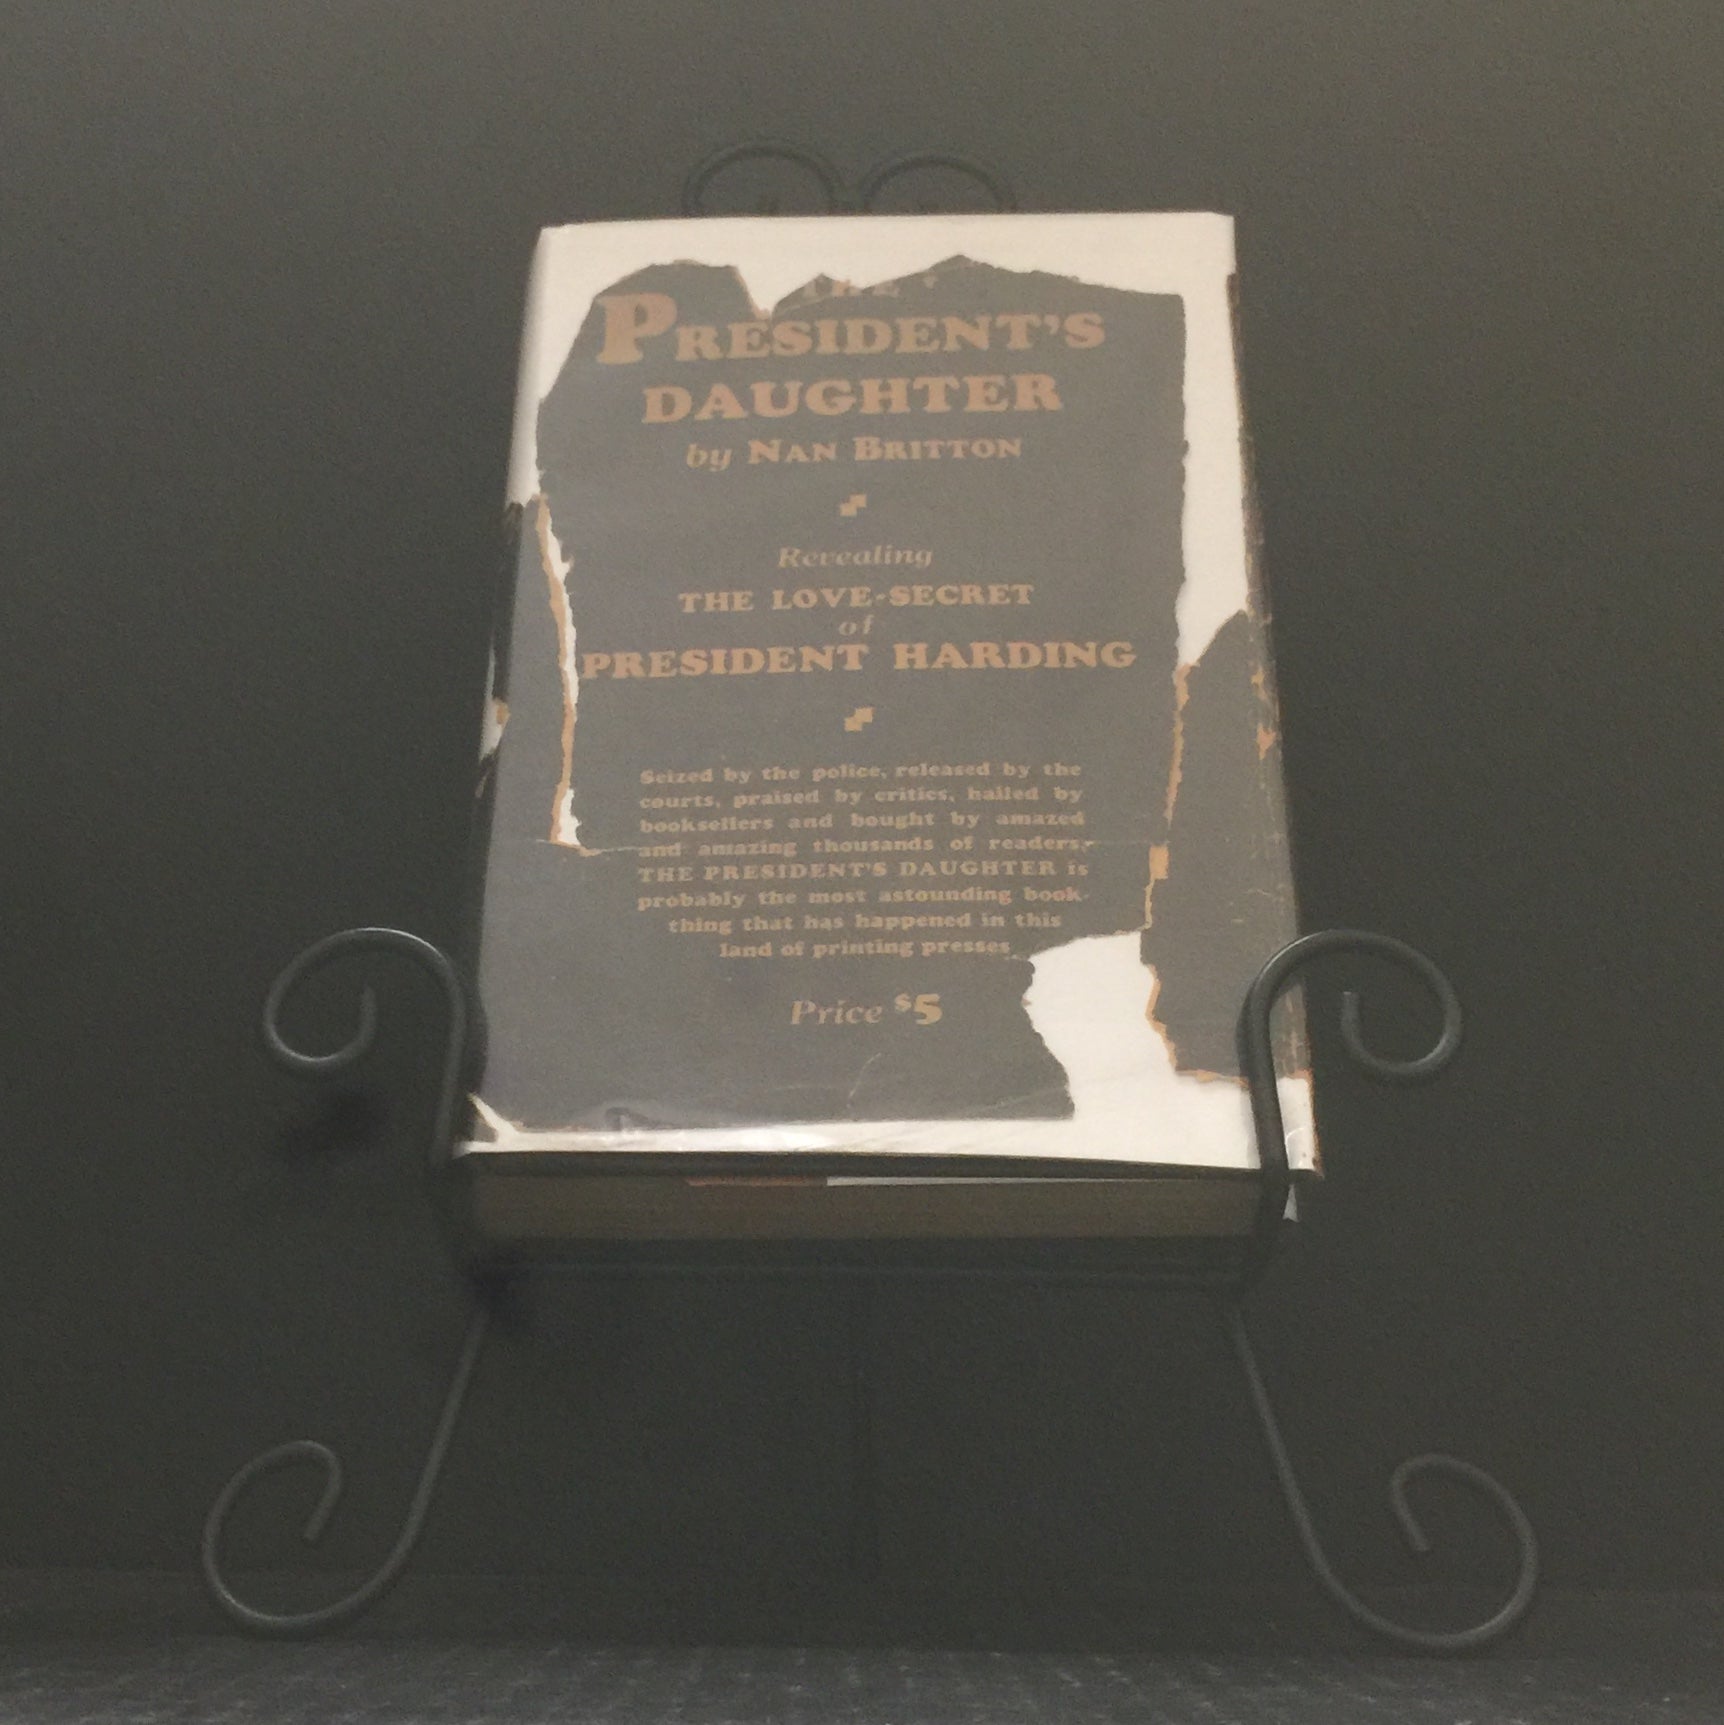 THE
PRESIDENT'S
DAUGHTER
by NAN BRITTON
Revealing
THE LOVE-SECRET
of
PRESIDENT HARDING
Seized by the police, released by the
courts, praised by critics, hailed by
booksellers and bought by amazed
and amazing thousands of readers,
THE PRESIDENT'S DAUGHTER is
probably the most astounding book-
thing that has happened in this
land of printing presses
Price $5